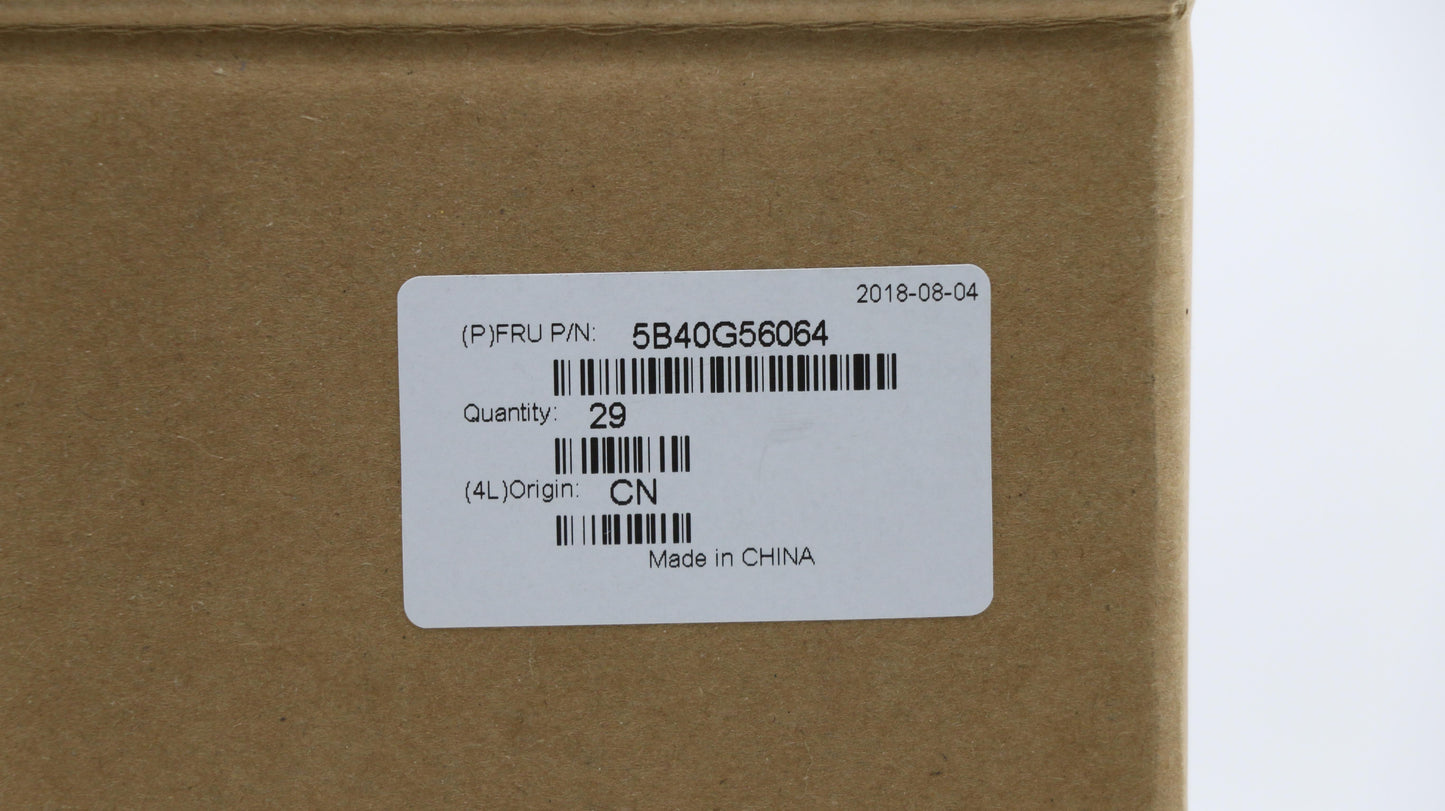 2018-08-04
(P)FRU P/N: 5B40G56064
Quantity: 29
(4L)Origin: CN
Made in CHINA